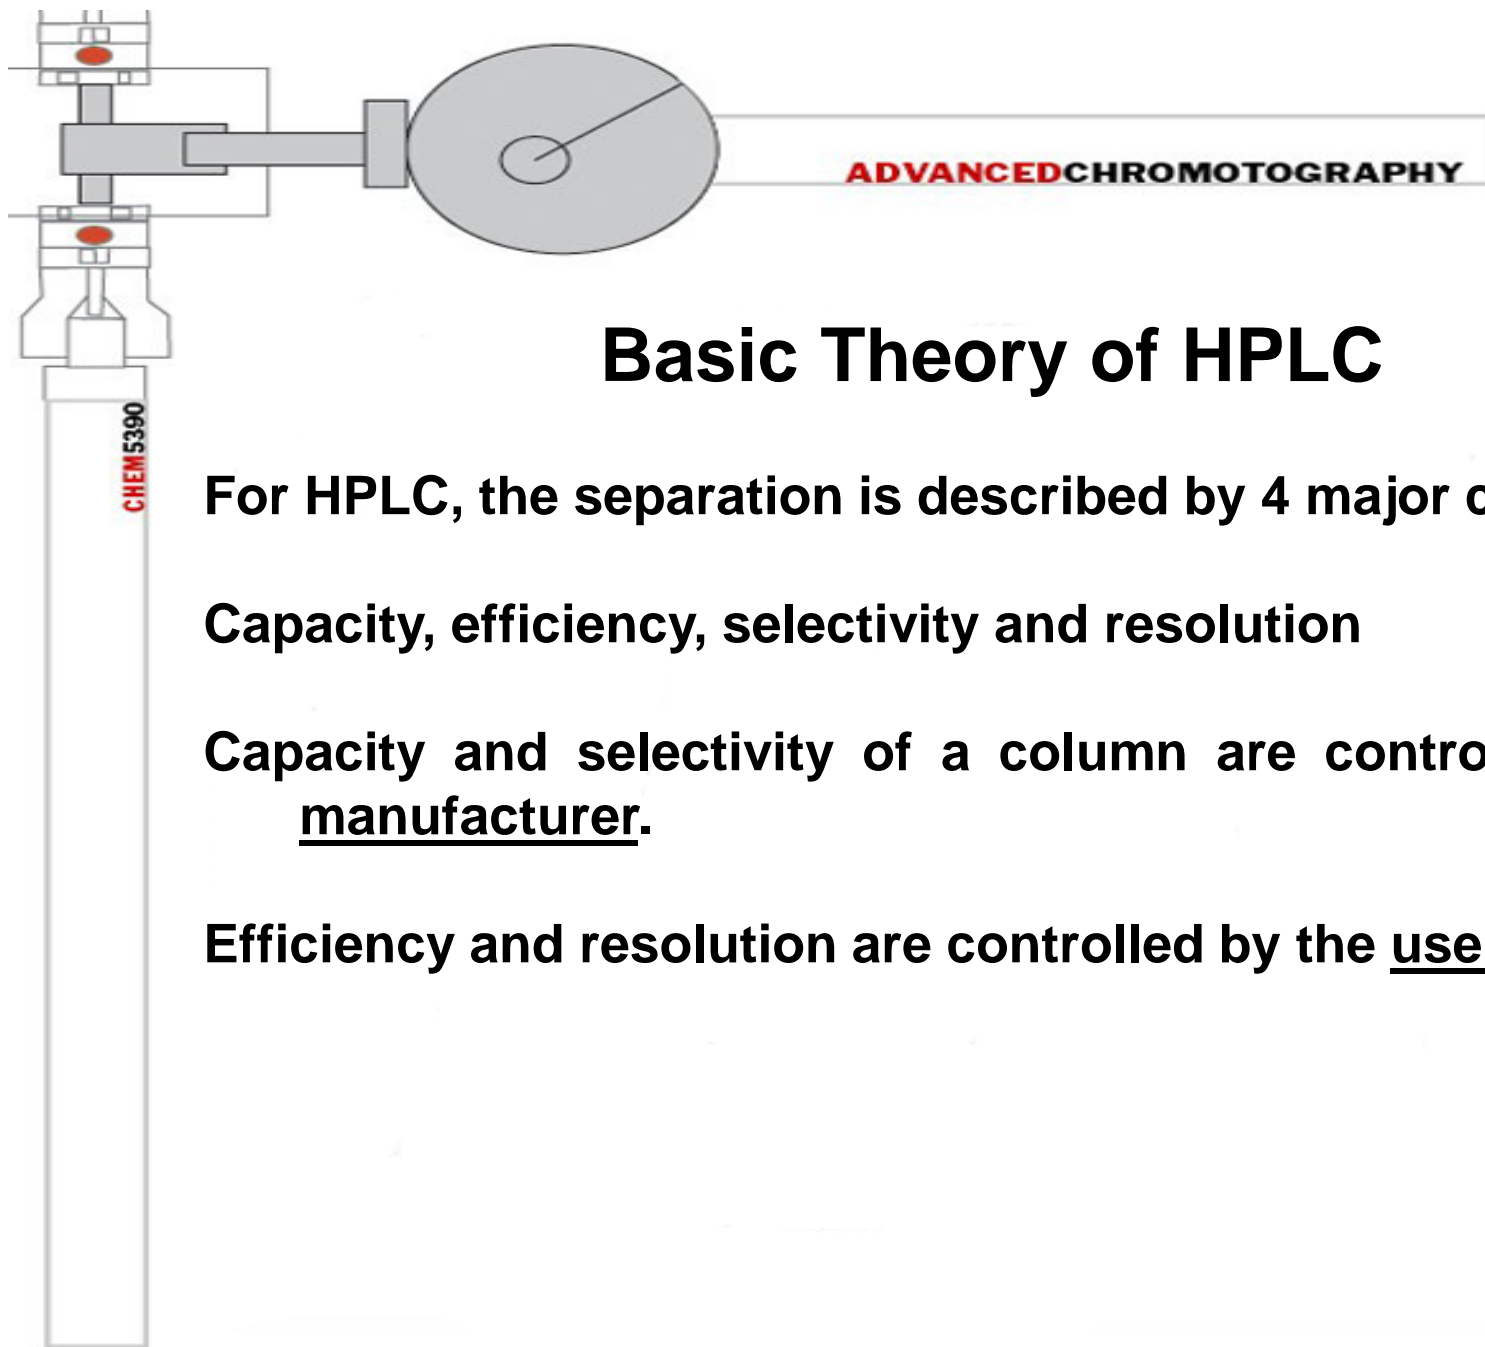 ADVANCEDCHROMOTOGRAPHY
Basic Theory of HPLC
CHEM5390
For HPLC, the separation is described by 4 major
Capacity, efficiency, selectivity and resolution
Capacity and selectivity of a column are
manufacturer.
Efficiency and resolution are controlled by the